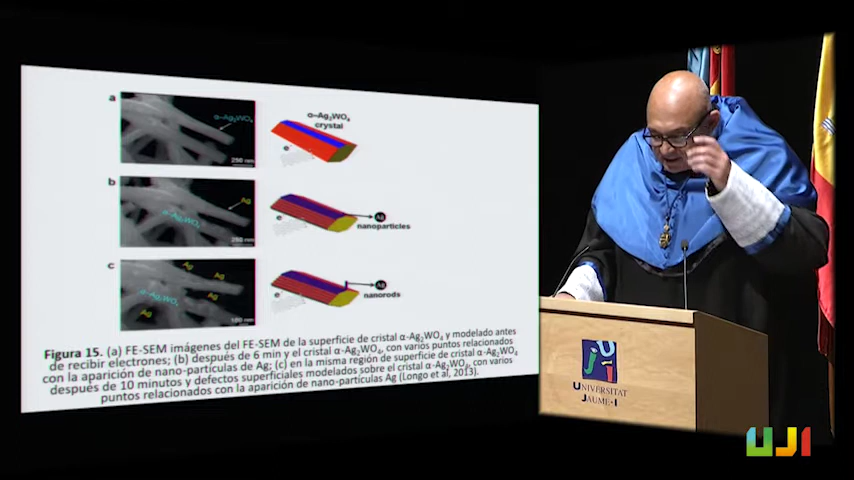 a
α-Ag₂WO₄
250 nm
α-Ag₂WO₄
crystal
e⁻
b
Ag
α-Ag₂WO₄
250 nm
e⁻
Ag
nanoparticles
c
Ag
Ag
Ag
α-Ag₂WO₄
Ag
100 nm
e⁻
Ag
nanorods
Figura 15. (a) FE-SEM imágenes del FE-SEM de la superficie de cristal α-Ag₂WO₄ y modelado antes
de recibir electrones; (b) después de 6 min y el cristal α-Ag₂WO₄, con varios puntos relacionados
con la aparición de nano-partículas de Ag; (c) en la misma región de superficie de cristal α-Ag₂WO₄
después de 10 minutos y defectos superficiales modelados sobre el cristal α-Ag₂WO₄, con varios
puntos relacionados con la aparición de nano-partículas Ag (Longo et al, 2013).
UJI
UNIVERSITAT
JAUME·I
UJI